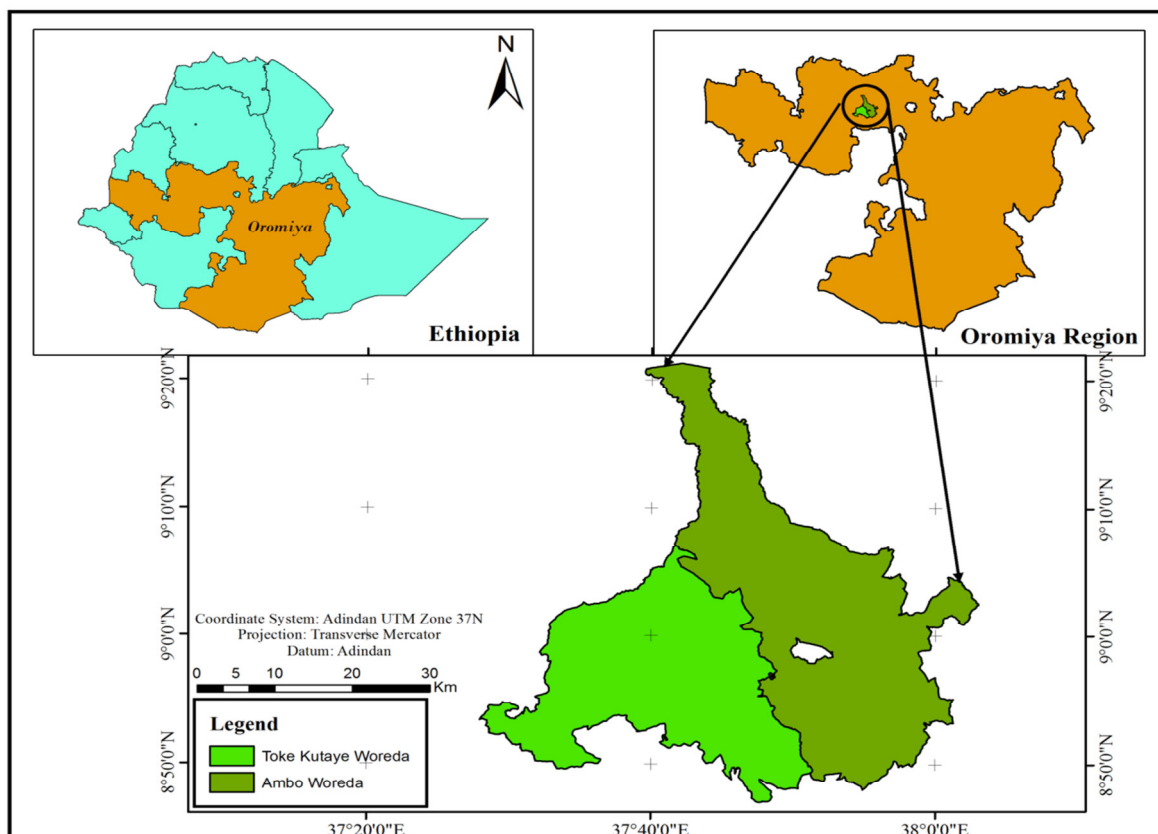 N
Oromiya
Ethiopia
Oromiya Region
9°20'0"N
9°10'0"N
9°0'0"N
8°50'0"N
9°20'0"N
9°10'0"N
9°0'0"N
8°50'0"N
Coordinate System: Adindan UTM Zone 37N
Projection: Transverse Mercator
Datum: Adindan
0 5 10 20 30
Km
Legend
Toke Kutaye Woreda
Ambo Woreda
37°20'0"E
37°40'0"E
38°0'0"E